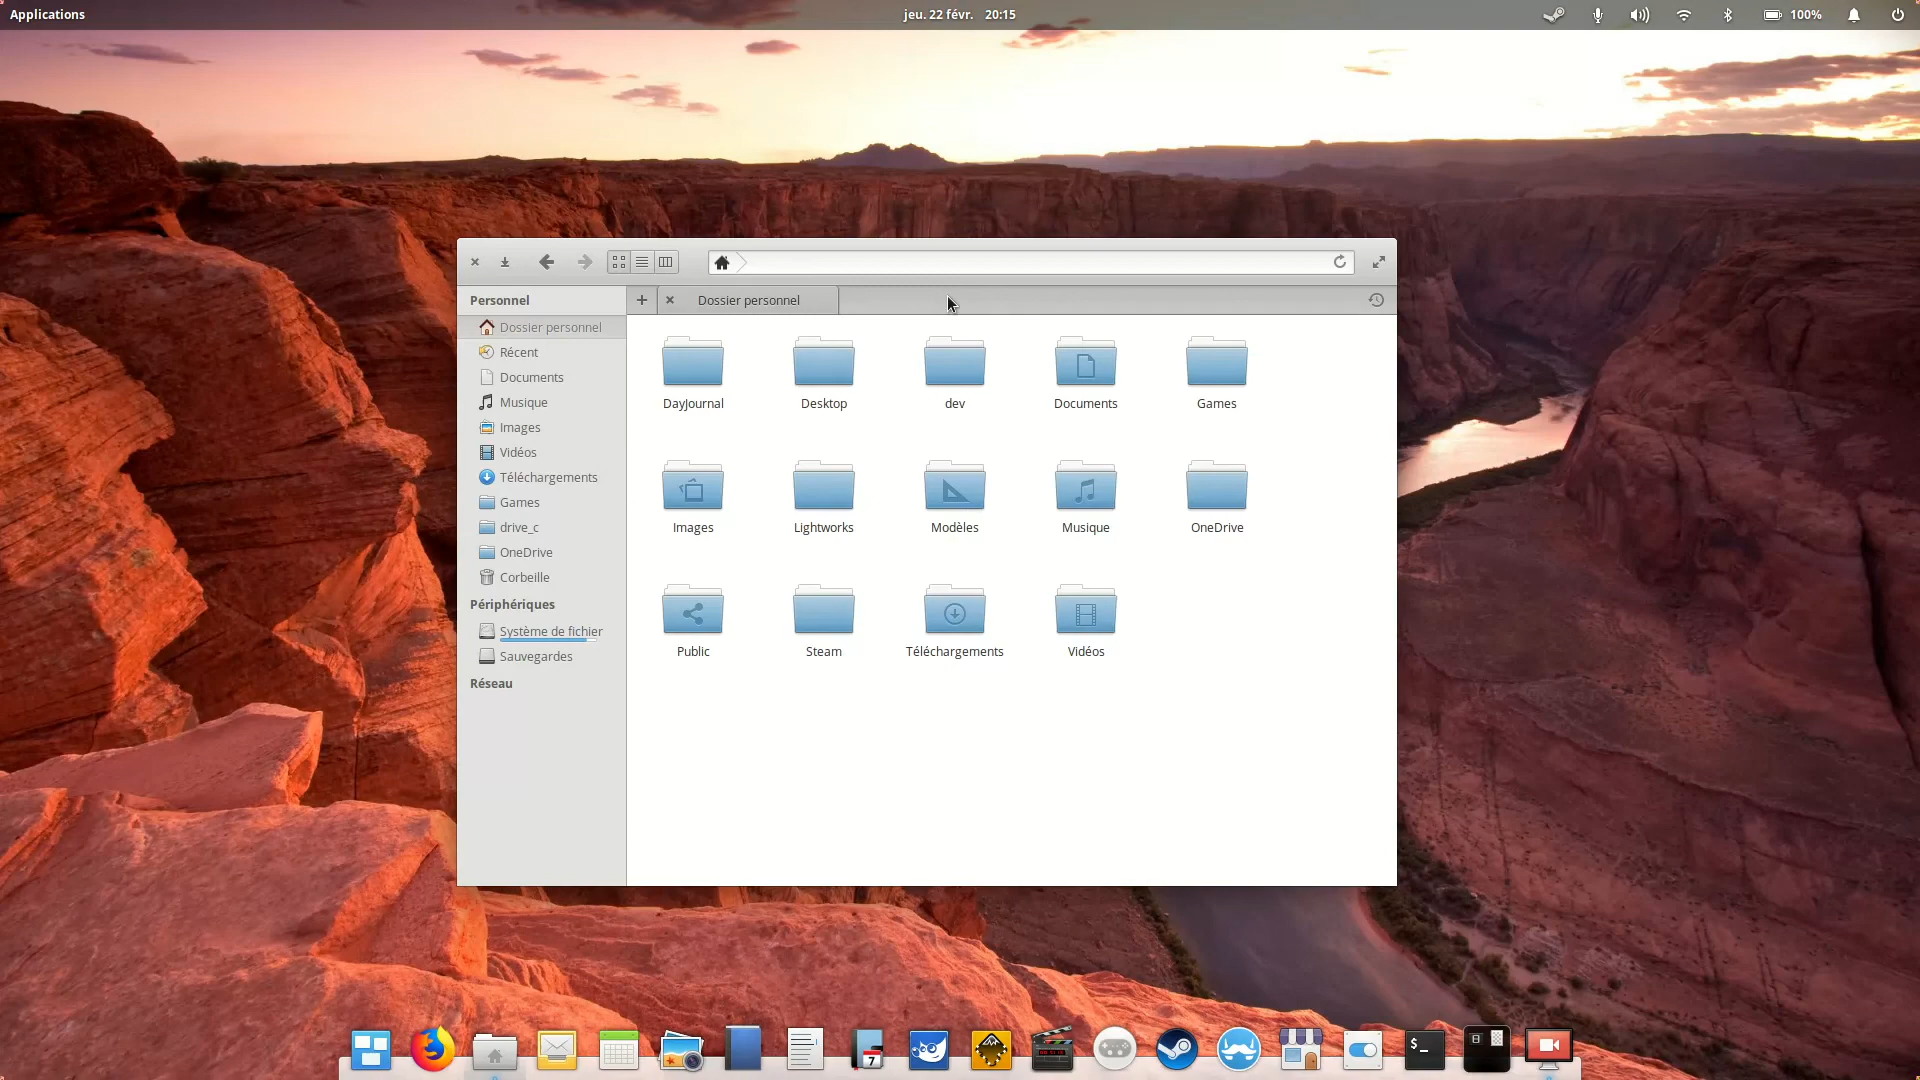 Applications
jeu. 22 févr. 20:15
100%
Personnel
Dossier personnel
Dossier personnel
Récent
Documents
Musique
Images
Vidéos
Téléchargements
Games
drive_c
OneDrive
Corbeille
Périphériques
Système de fichier
Sauvegardes
Réseau
DayJournal
Desktop
dev
Documents
Games
Images
Lightworks
Modèles
Musique
OneDrive
Public
Steam
Téléchargements
Vidéos
7
$_